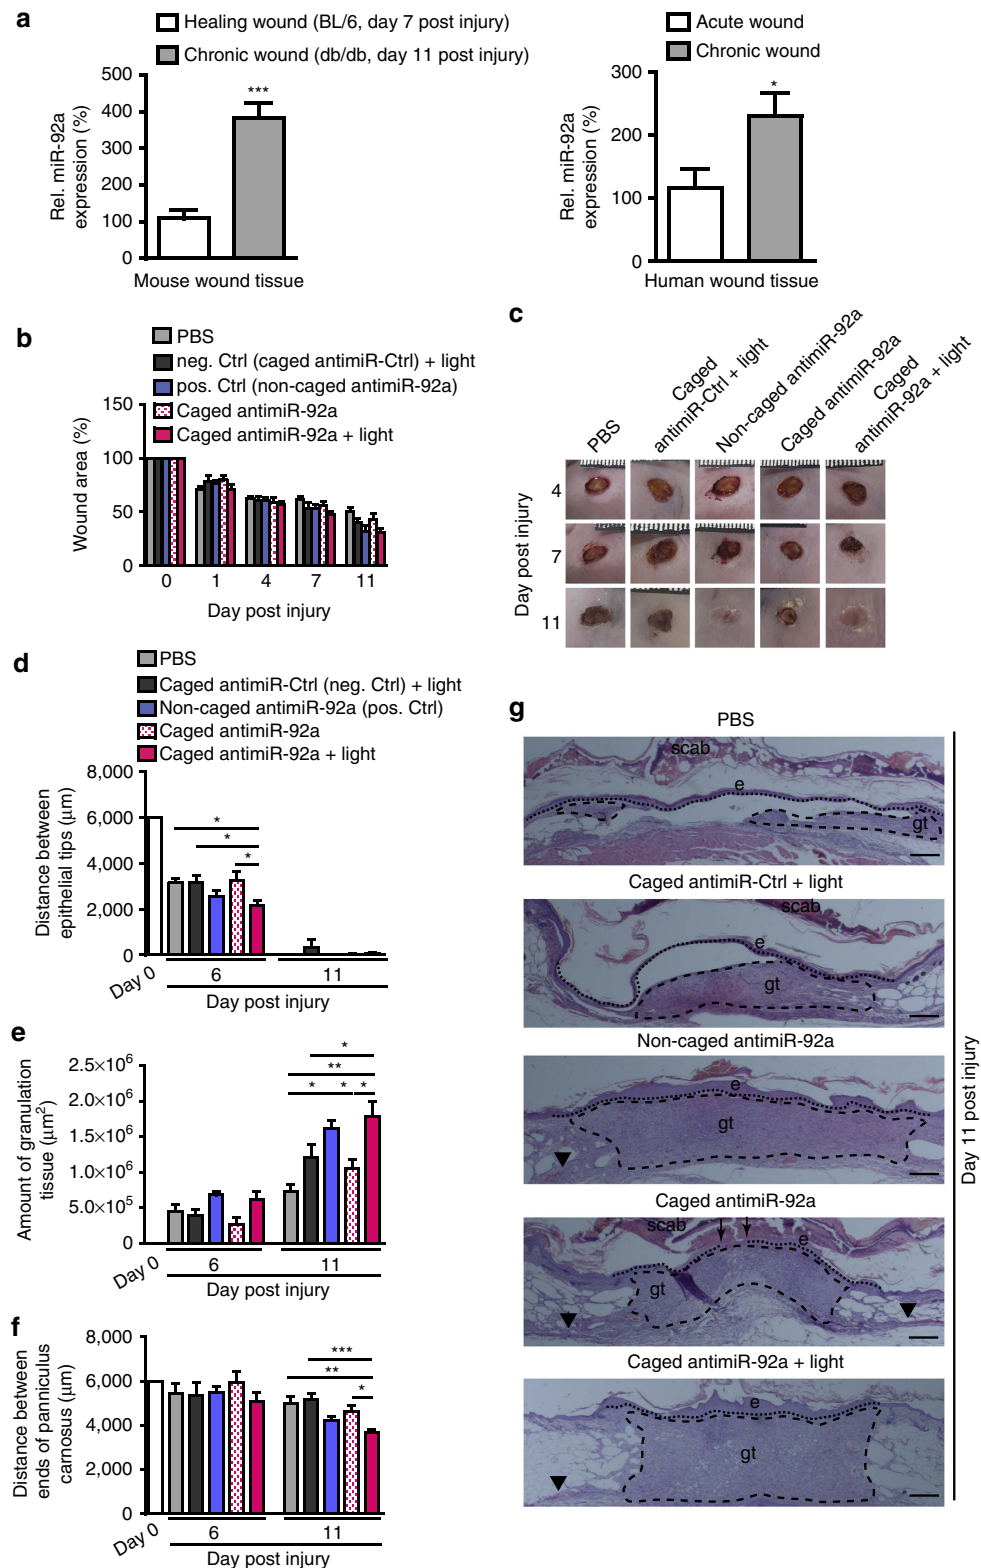 a
Healing wound (BL/6, day 7 post injury)
Chronic wound (db/db, day 11 post injury)
500
400
300
200
100
0
Rel. miR-92a
expression (%)
***
Mouse wound tissue
Acute wound
Chronic wound
300
200
100
0
Rel. miR-92a
expression (%)
*
Human wound tissue
b
PBS
neg. Ctrl (caged antimiR-Ctrl) + light
pos. Ctrl (non-caged antimiR-92a)
Caged antimiR-92a
Caged antimiR-92a + light
150
100
50
0
Wound area (%)
0 1 4 7 11
Day post injury
c
PBS
Caged
antimiR-Ctrl + light
Non-caged antimiR-92a
Caged antimiR-92a
Caged
antimiR-92a + light
Day post injury
4
7
11
d
PBS
Caged antimiR-Ctrl (neg. Ctrl) + light
Non-caged antimiR-92a (pos. Ctrl)
Caged antimiR-92a
Caged antimiR-92a + light
8,000
6,000
4,000
2,000
0
Distance between
epithelial tips (μm)
*
*
*
Day 0 6 11
Day post injury
e
2.5×10⁶
2.0×10⁶
1.5×10⁶
1.0×10⁶
5.0×10⁵
0
Amount of granulation
tissue (μm²)
*
**
* * *
Day 0 6 11
Day post injury
f
8,000
6,000
4,000
2,000
0
Distance between
ends of panniculus
carnosus (μm)
***
**
*
Day 0 6 11
Day post injury
g
PBS
scab
e
gt
Caged antimiR-Ctrl + light
scab
e
gt
Non-caged antimiR-92a
e
gt
Caged antimiR-92a
scab
e
gt
Caged antimiR-92a + light
e
gt
Day 11 post injury